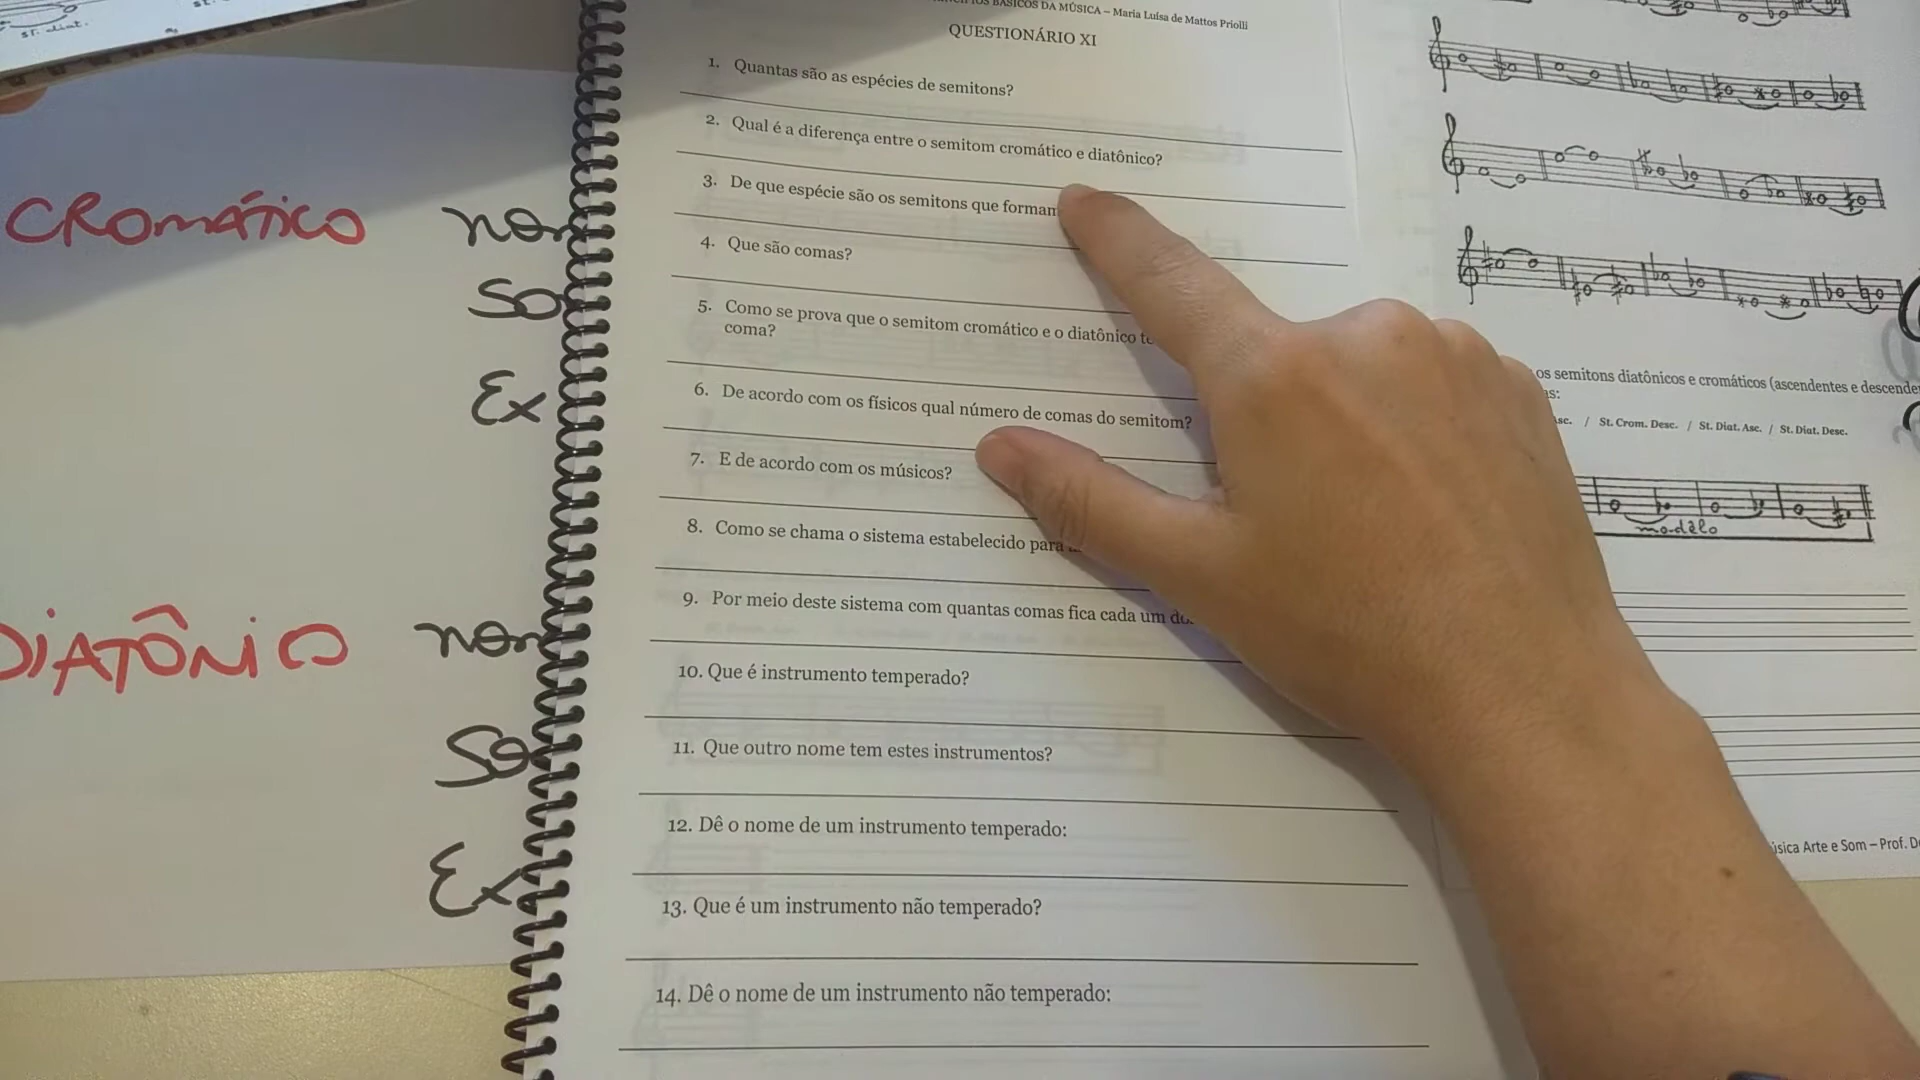 st. diat.
BÁSICOS DA MÚSICA – Maria Luísa de Mattos Priolli
QUESTIONÁRIO XI
1. Quantas são as espécies de semitons?
2. Qual é a diferença entre o semitom cromático e diatônico?
3. De que espécie são os semitons que formam
4. Que são comas?
5. Como se prova que o semitom cromático e o diatônico
coma?
6. De acordo com os físicos qual número de comas do semitom?
7. E de acordo com os músicos?
8. Como se chama o sistema estabelecido para
9. Por meio deste sistema com quantas comas fica cada um
10. Que é instrumento temperado?
11. Que outro nome tem estes instrumentos?
12. Dê o nome de um instrumento temperado:
13. Que é um instrumento não temperado?
14. Dê o nome de um instrumento não temperado:
CROMÁTICO
SO
Ex
DIATÔNICO
So
Ex
os semitons diatônicos e cromáticos (ascendentes e
Asc. / St. Crom. Desc. / St. Diat. Asc. / St. Diat. Desc.
modêlo
Arte e Som – Prof.